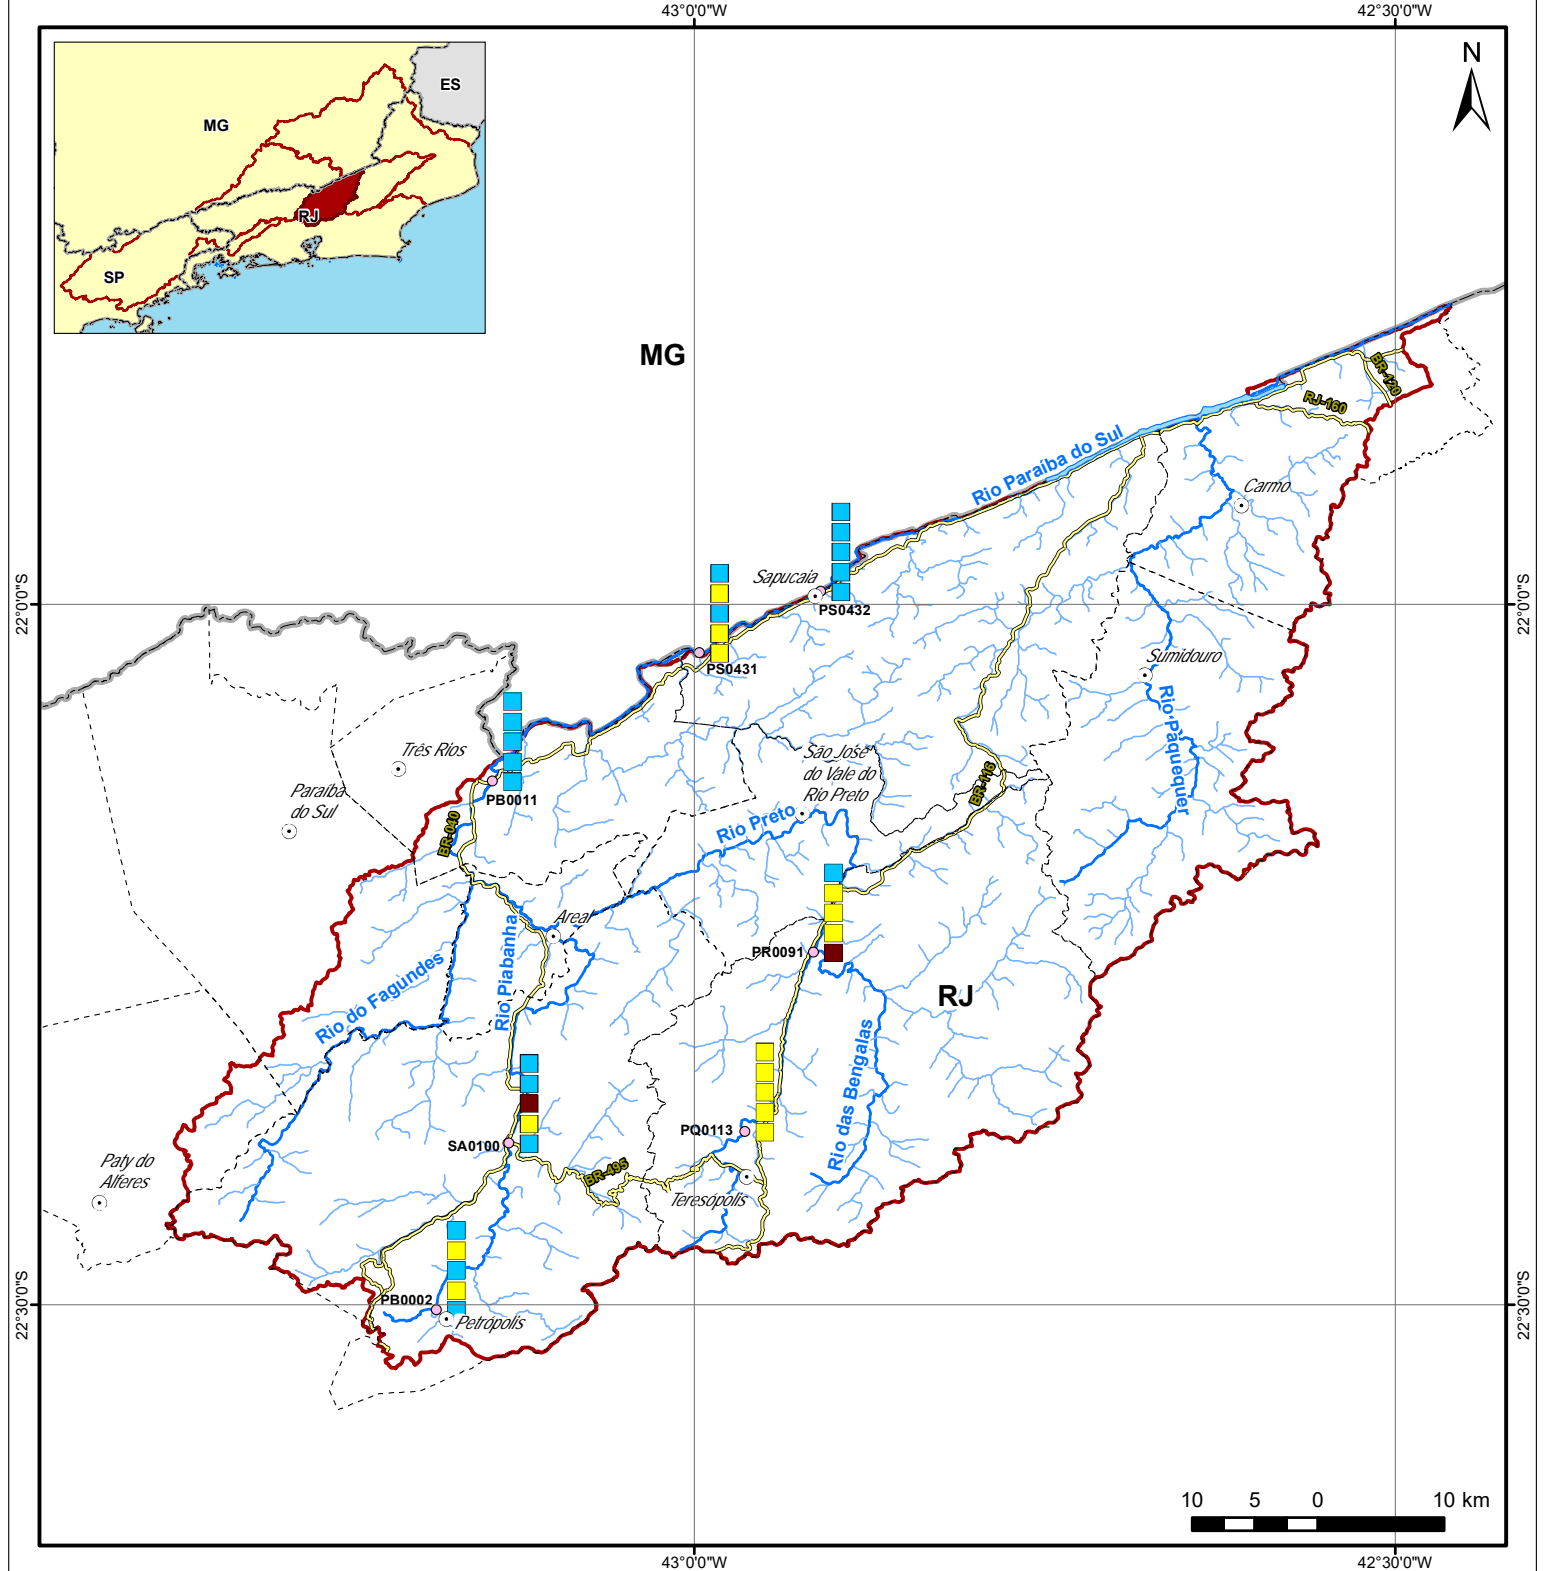 43°0'0"W
42°30'0"W
ES
MG
RJ
SP
N
MG
BR-420
RJ-160
Rio Paraíba do Sul
Carmo
22°0'0"S
22°0'0"S
Sapucaia
PS0432
PS0431
Sumidouro
Rio Paquequer
Três Rios
Paraíba
do Sul
PB0011
São José
do Vale do
Rio Preto
BR-116
BR-040
Rio Preto
Areal
Rio Piabanha
Rio do Fagundes
PR0091
RJ
Rio das Bengalas
PQ0113
SA0100
BR-495
Teresópolis
Paty do
Alferes
PB0002
Petrópolis
22°30'0"S
22°30'0"S
10 5 0 10 km
43°0'0"W
42°30'0"W